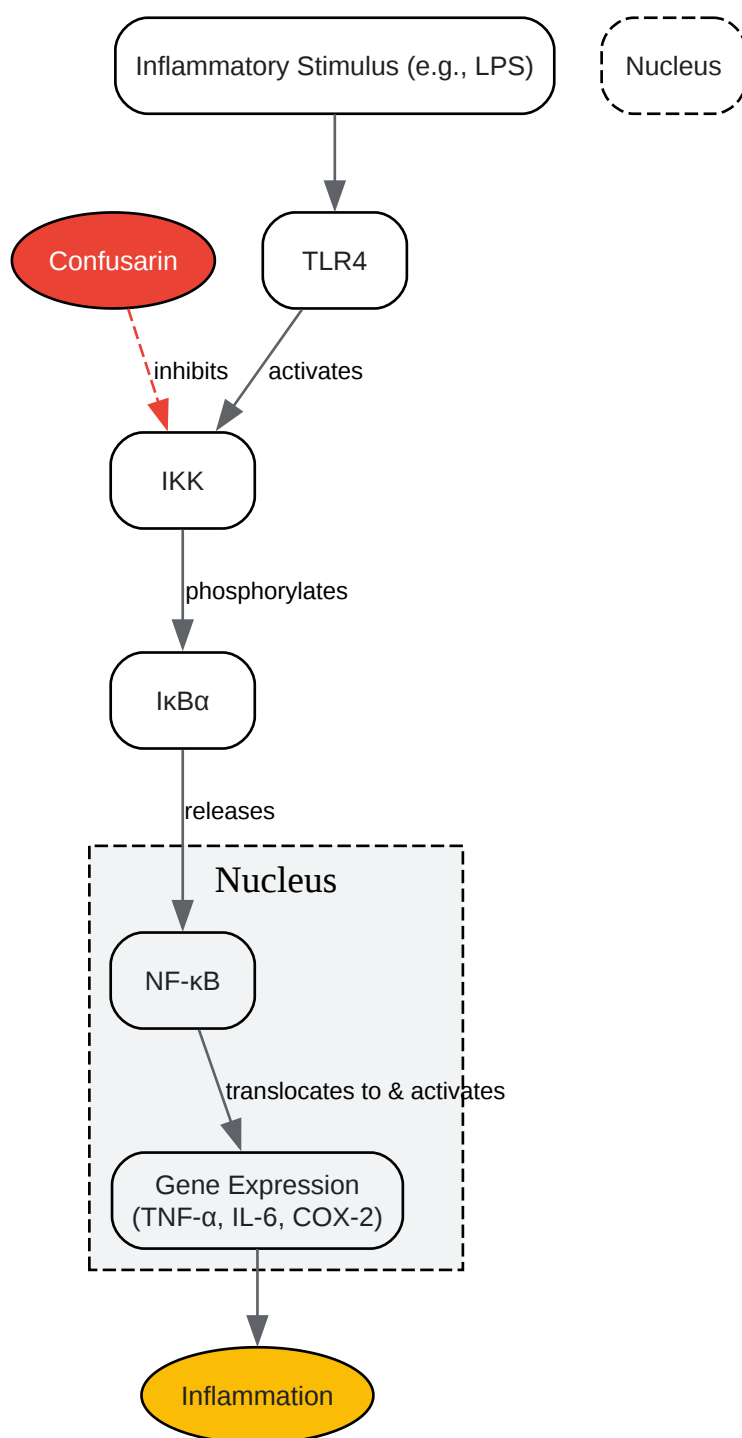 Inflammatory Stimulus (e.g., LPS)
Nucleus
Confusarin
TLR4
inhibits
activates
IKK
phosphorylates
IκBα
releases
Nucleus
NF-κB
translocates to & activates
Gene Expression
(TNF-α, IL-6, COX-2)
Inflammation